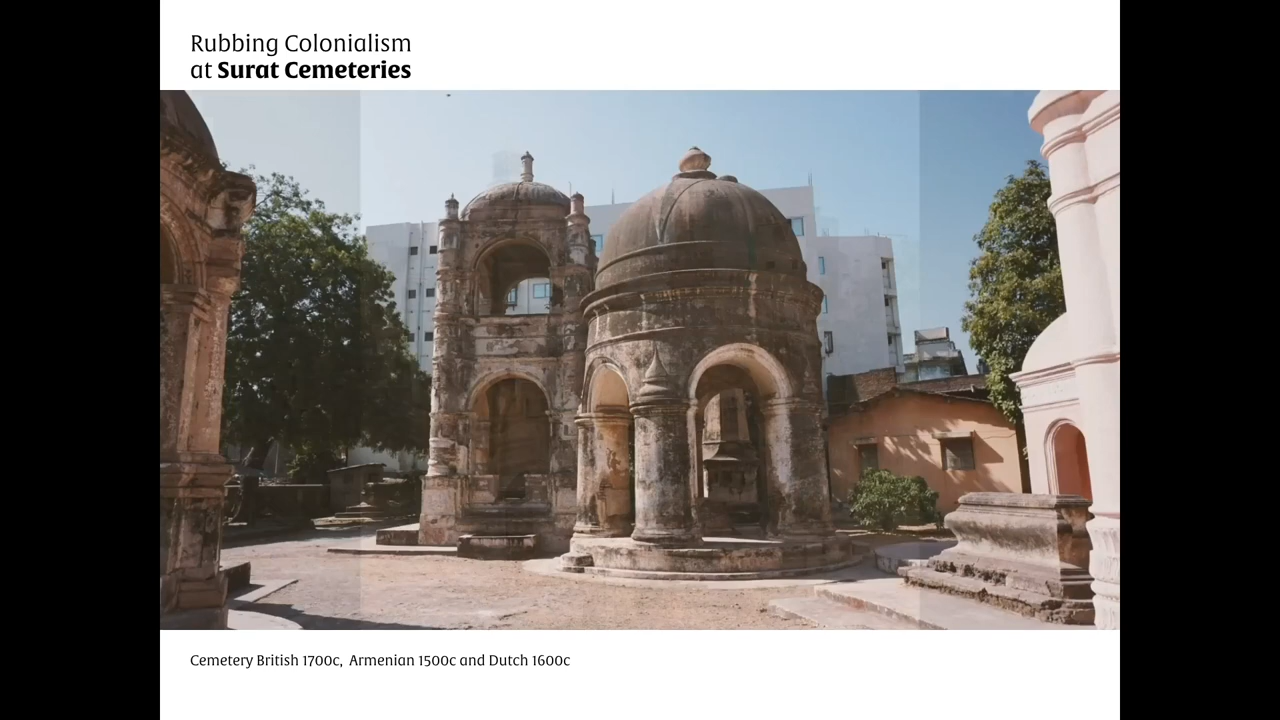 Rubbing Colonialism
at Surat Cemeteries
Cemetery British 1700c, Armenian 1500c and Dutch 1600c